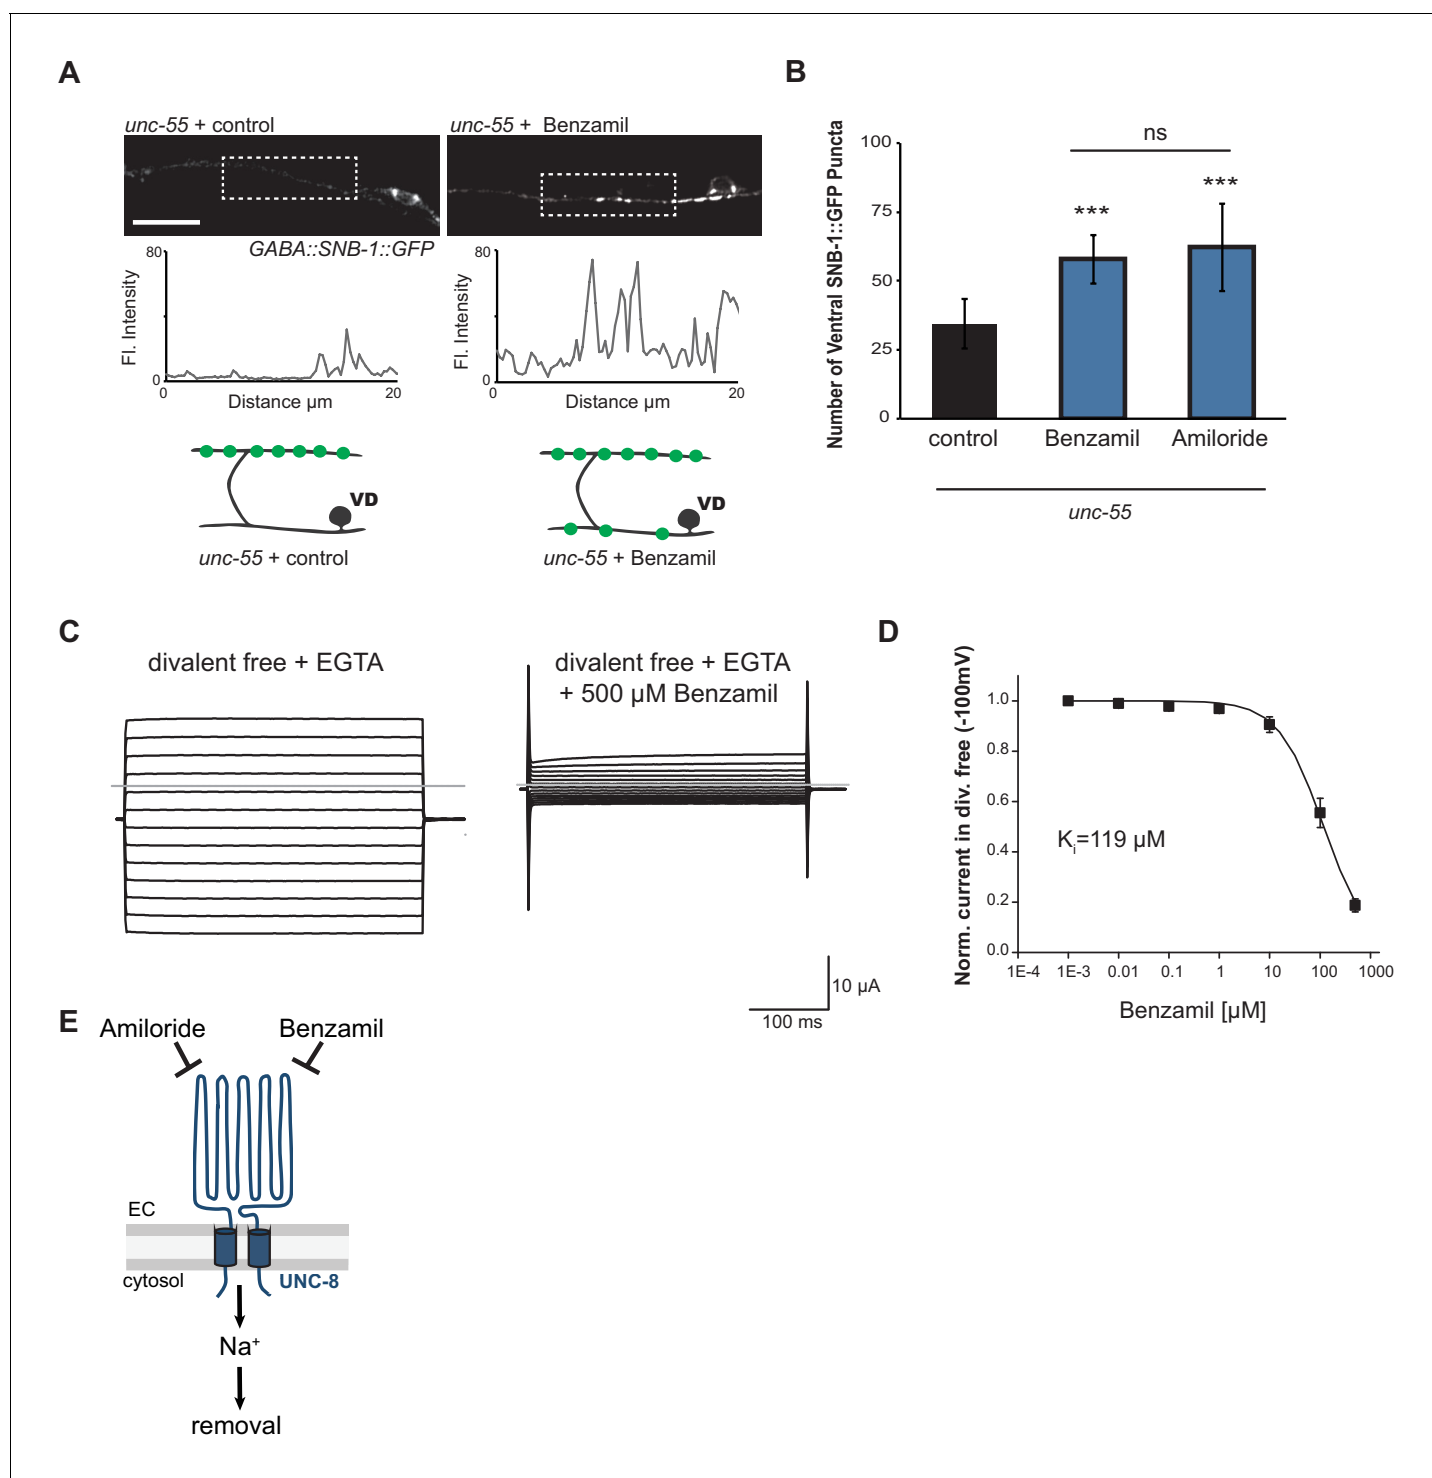 A
unc-55 + control
unc-55 + Benzamil
GABA::SNB-1::GFP
80
Fl. Intensity
0
0
20
Distance µm
80
Fl. Intensity
0
0
20
Distance µm
VD
unc-55 + control
VD
unc-55 + Benzamil
B
Number of Ventral SNB-1::GFP Puncta
100
75
50
25
0
ns
***
***
control
Benzamil
Amiloride
unc-55
C
divalent free + EGTA
divalent free + EGTA
+ 500 µM Benzamil
10 µA
100 ms
D
Norm. current in div. free (-100mV)
1.0
1.0
0.8
0.6
0.4
0.2
0.0
Ki=119 µM
1E-4
1E-3
0.01
0.1
1
10
100
1000
Benzamil [µM]
E
Amiloride
Benzamil
EC
cytosol
UNC-8
Na⁺
removal